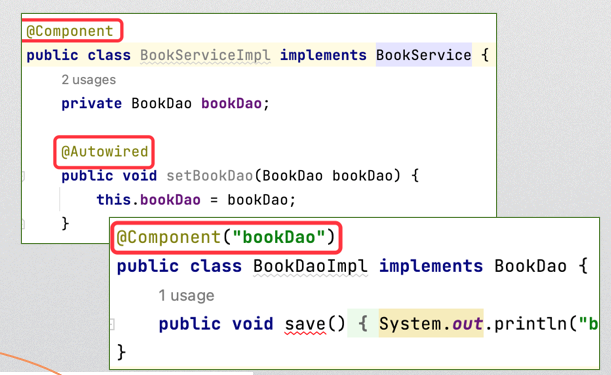 @Component
public class BookServiceImpl implements BookService {
2 usages
private BookDao bookDao;
@Autowired
public void setBookDao(BookDao bookDao) {
this.bookDao = bookDao;
}
@Component("bookDao")
public class BookDaoImpl implements BookDao {
1 usage
public void save() { System.out.println("b
}